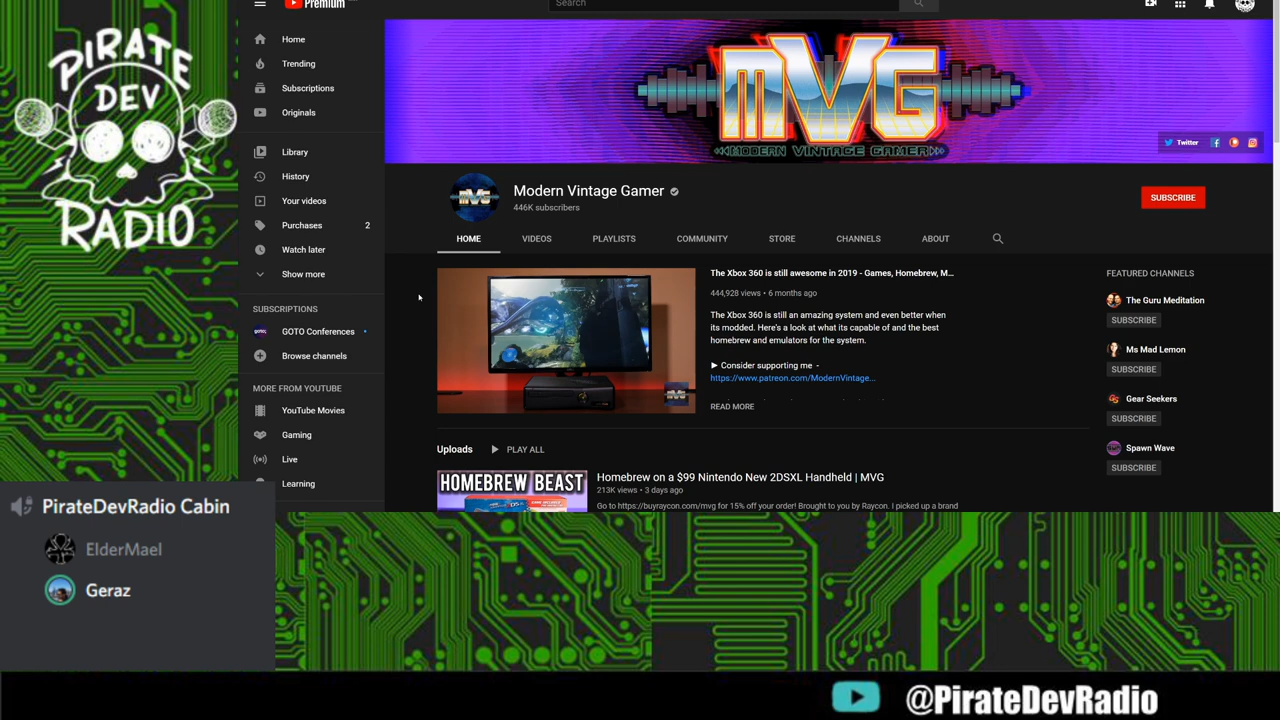 PIRATE
DEV
RADIO
Premium
Search
Home
Trending
Subscriptions
Originals
Library
History
Your videos
Purchases 2
Watch later
Show more
SUBSCRIPTIONS
GOTO Conferences
Browse channels
MORE FROM YOUTUBE
YouTube Movies
Gaming
Live
Learning
MVG
MODERN VINTAGE GAMER
Twitter
Modern Vintage Gamer
446K subscribers
SUBSCRIBE
HOME VIDEOS PLAYLISTS COMMUNITY STORE CHANNELS ABOUT
The Xbox 360 is still awesome in 2019 - Games, Homebrew, M...
444,928 views • 6 months ago
The Xbox 360 is still an amazing system and even better when
its modded. Here's a look at what its capable of and the best
homebrew and emulators for the system.
► Consider supporting me -
https://www.patreon.com/ModernVintage...
READ MORE
FEATURED CHANNELS
The Guru Meditation
SUBSCRIBE
Ms Mad Lemon
SUBSCRIBE
Gear Seekers
SUBSCRIBE
Spawn Wave
SUBSCRIBE
Uploads PLAY ALL
HOMEBREW BEAST
Homebrew on a $99 Nintendo New 2DSXL Handheld | MVG
213K views • 3 days ago
Go to https://buyraycon.com/mvg for 15% off your order! Brought to you by Raycon. I picked up a brand
PirateDevRadio Cabin
ElderMael
Geraz
@PirateDevRadio